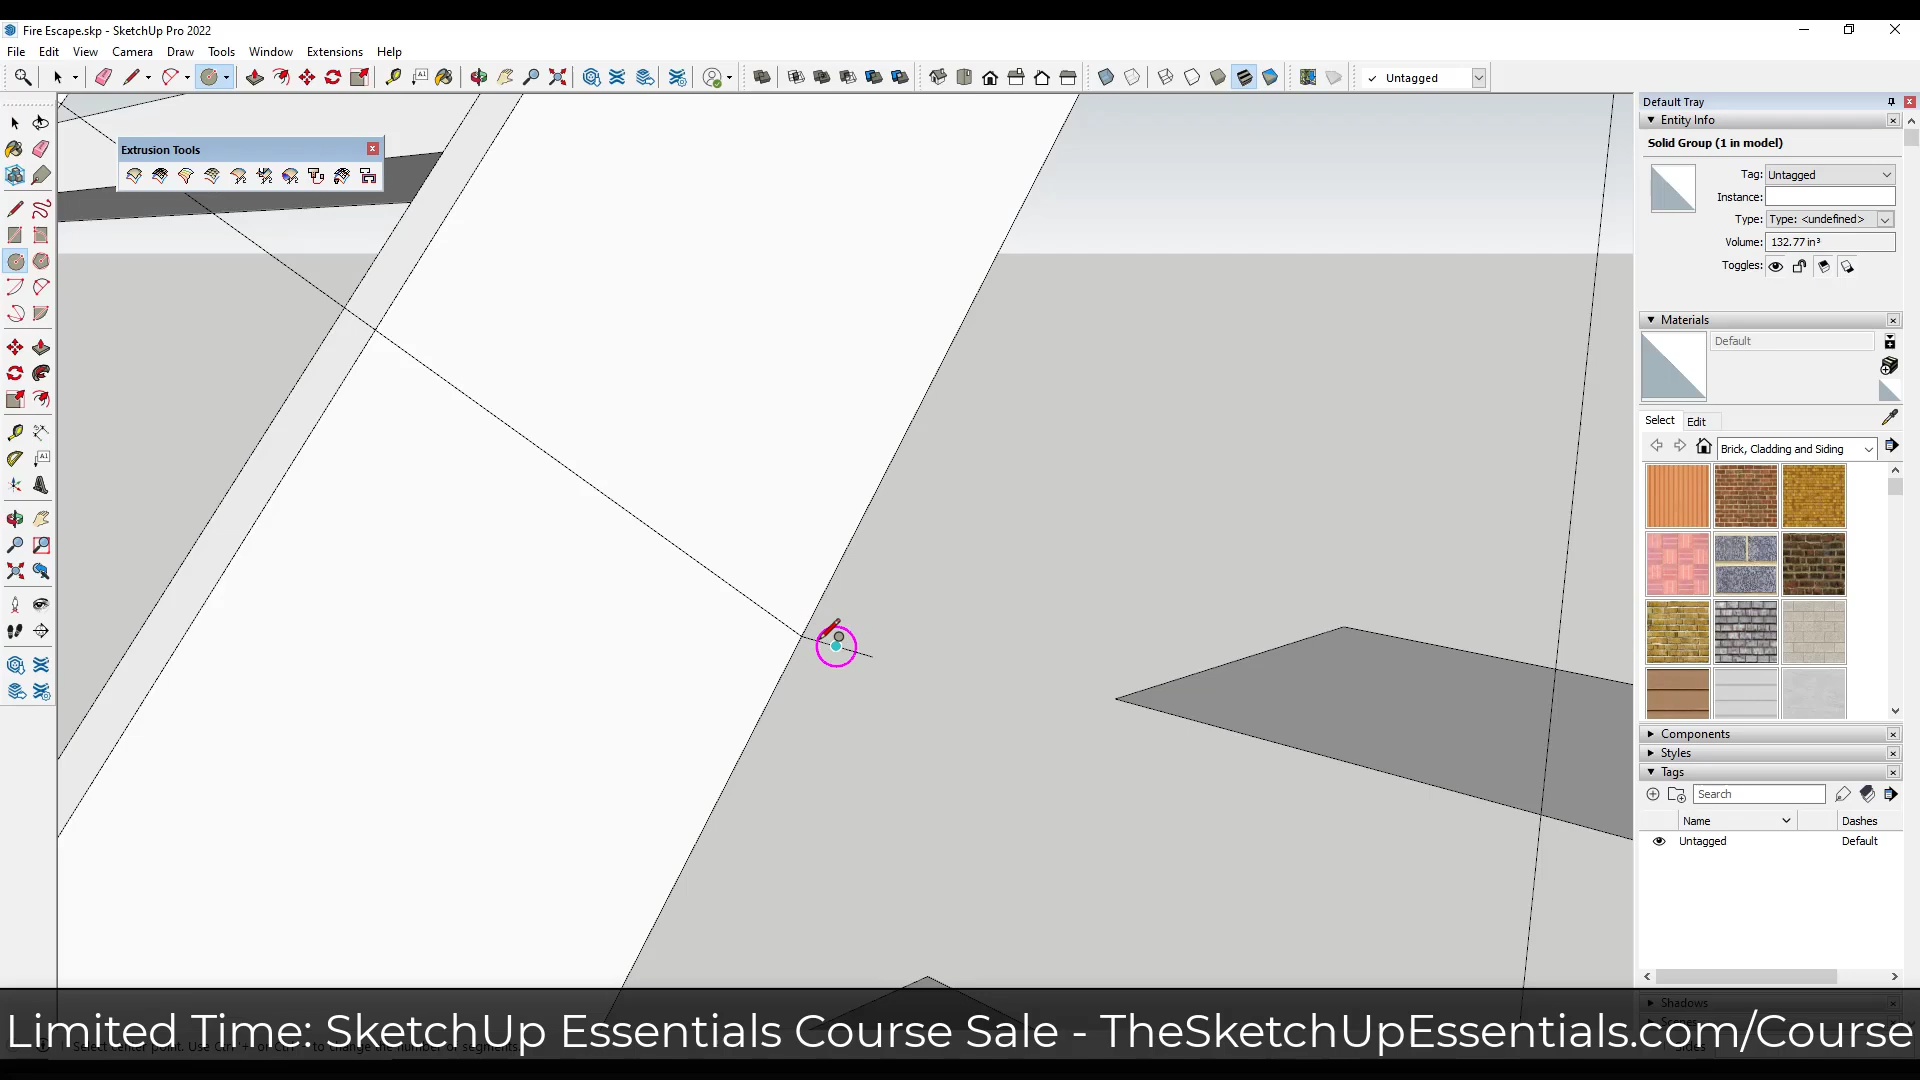 Fire Escape.skp - SketchUp Pro 2022
File Edit View Camera Draw Tools Window Extensions Help
Untagged
Extrusion Tools
Default Tray
Entity Info
Solid Group (1 in model)
Tag: Untagged
Instance:
Type: Type: <undefined>
Volume: 132.77 in³
Toggles:
Materials
Default
Select Edit
Brick, Cladding and Siding
Components
Styles
Tags
Search
Name Dashes
Untagged Default
Shadows
Limited Time: SketchUp Essentials Course Sale - TheSketchUpEssentials.com/Course